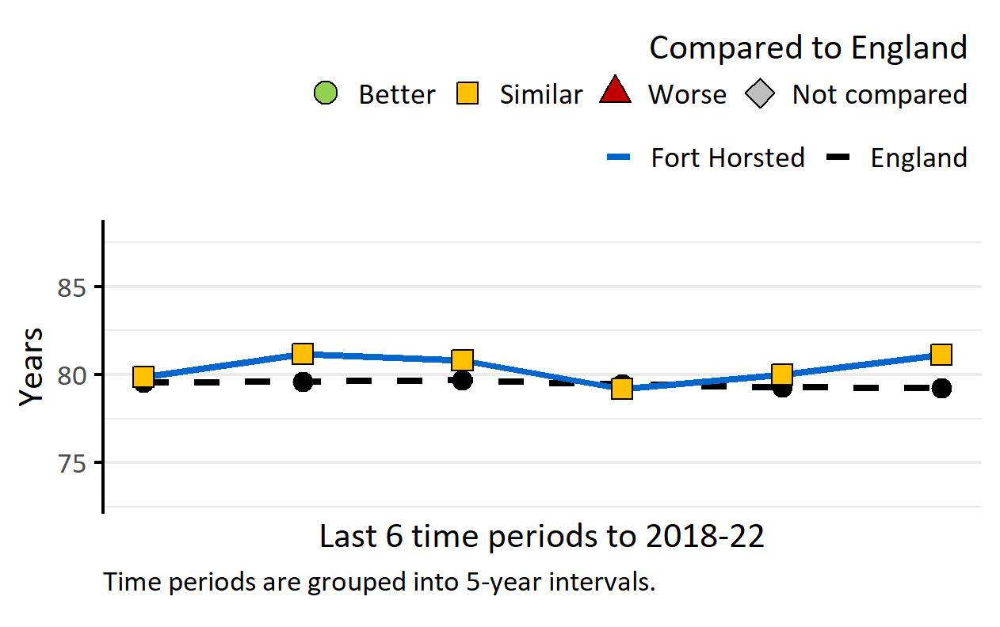 Compared to England
Better Similar Worse Not compared
Fort Horsted England
85
80
75
Years
Last 6 time periods to 2018-22
Time periods are grouped into 5-year intervals.